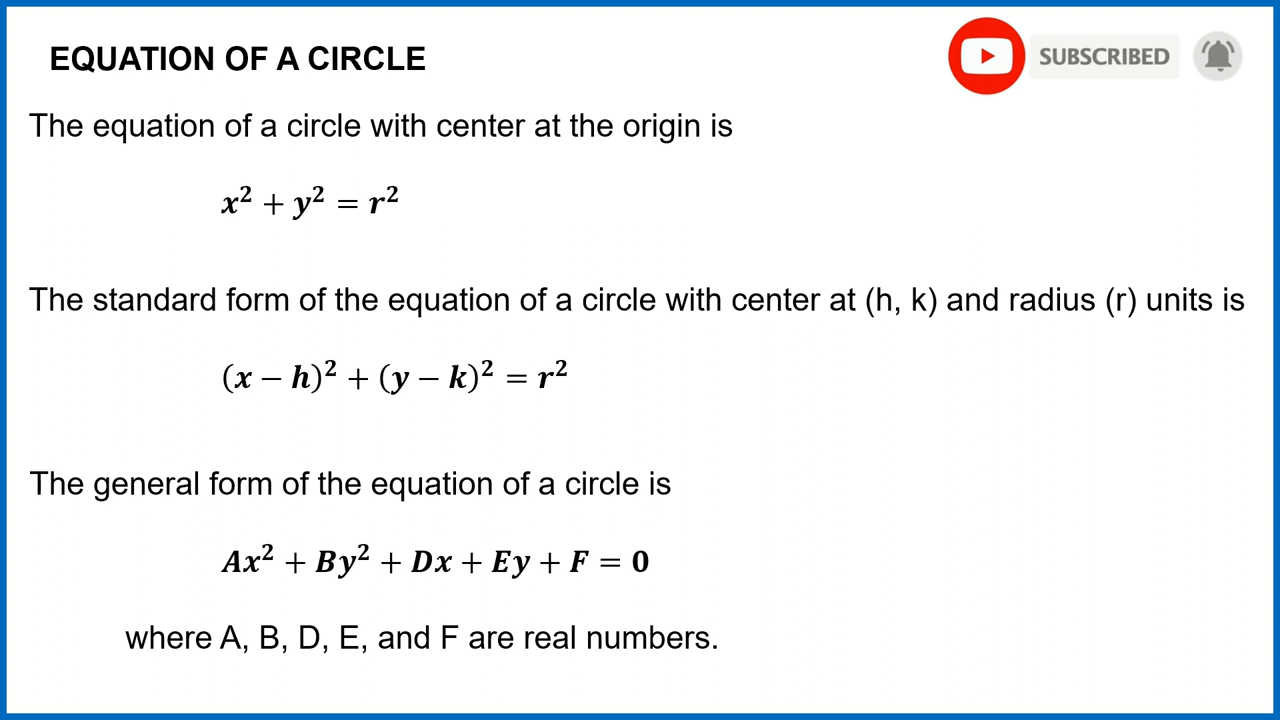 EQUATION OF A CIRCLE
SUBSCRIBED
The equation of a circle with center at the origin is
x² + y² = r²
The standard form of the equation of a circle with center at (h, k) and radius (r) units is
(x − h)² + (y − k)² = r²
The general form of the equation of a circle is
Ax² + By² + Dx + Ey + F = 0
where A, B, D, E, and F are real numbers.